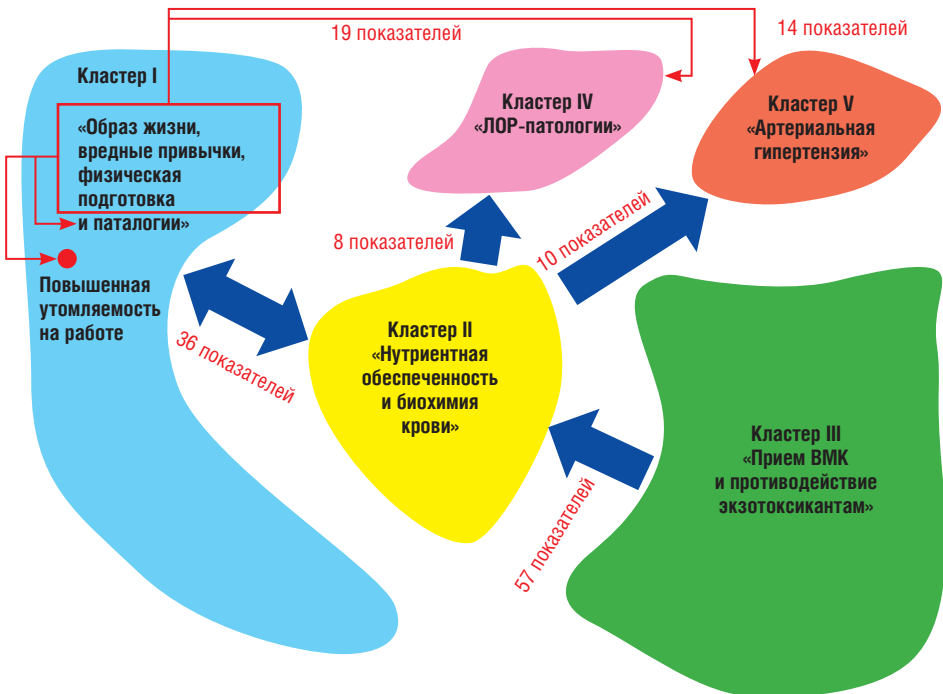 19 показателей
14 показателей
Кластер I
«Образ жизни,
вредные привычки,
физическая
подготовка
и паталогии»
Повышенная
утомляемость
на работе
Кластер IV
«ЛОР-патологии»
Кластер V
«Артериальная
гипертензия»
8 показателей
10 показателей
36 показателей
Кластер II
«Нутриентная
обеспеченность
и биохимия
крови»
57 показателей
Кластер III
«Прием ВМК
и противодействие
экзотоксикантам»